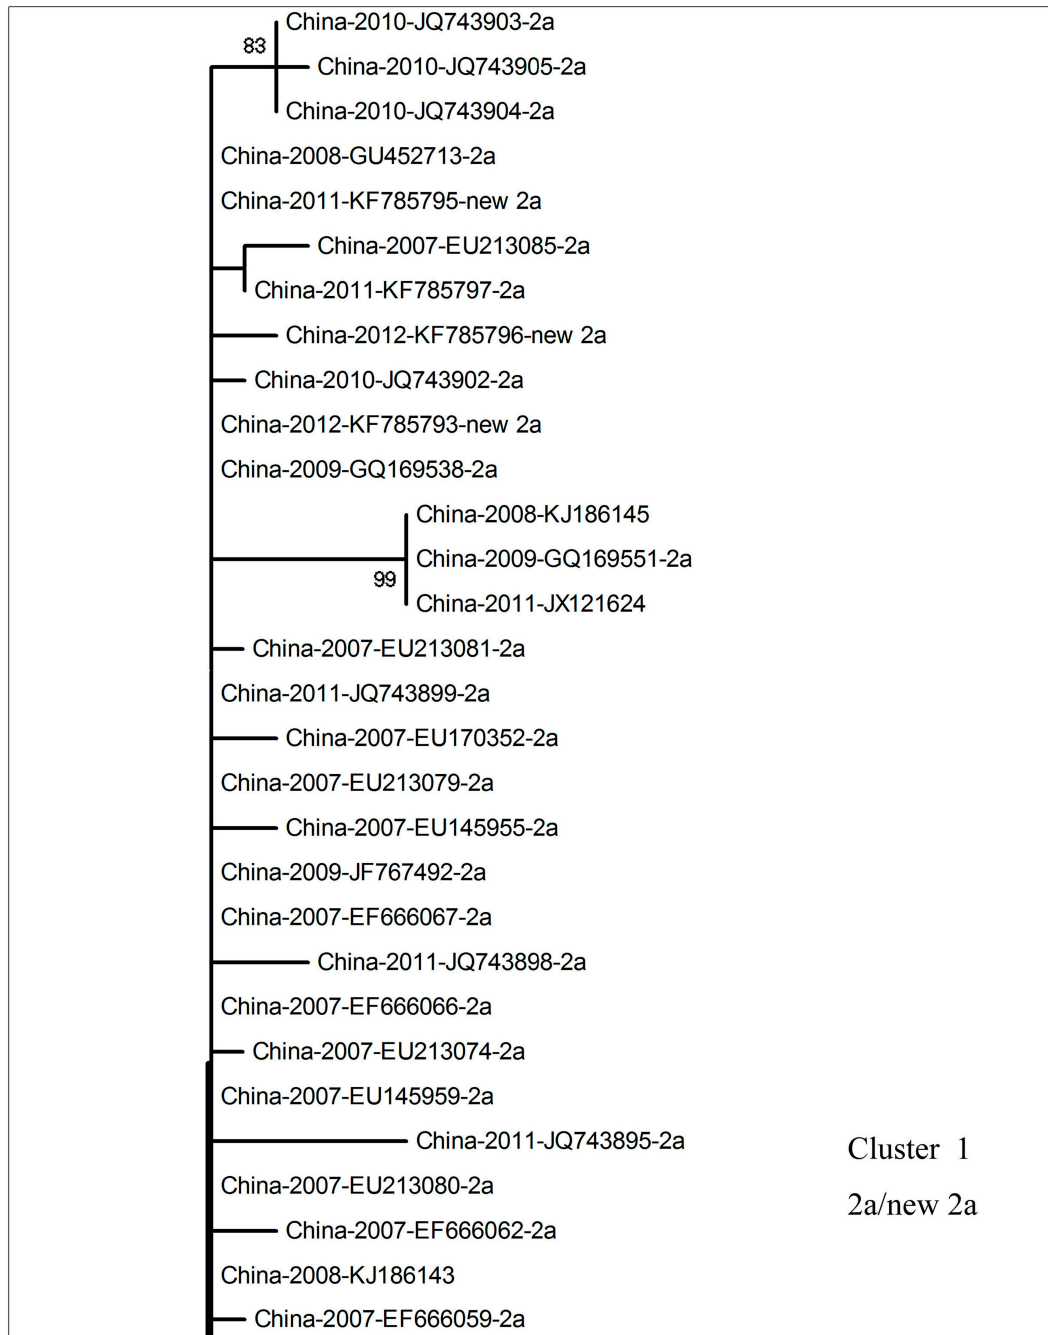 China-2010-JQ743903-2a
83
China-2010-JQ743905-2a
China-2010-JQ743904-2a
China-2008-GU452713-2a
China-2011-KF785795-new 2a
China-2007-EU213085-2a
China-2011-KF785797-2a
China-2012-KF785796-new 2a
China-2010-JQ743902-2a
China-2012-KF785793-new 2a
China-2009-GQ169538-2a
China-2008-KJ186145
China-2009-GQ169551-2a
99
China-2011-JX121624
China-2007-EU213081-2a
China-2011-JQ743899-2a
China-2007-EU170352-2a
China-2007-EU213079-2a
China-2007-EU145955-2a
China-2009-JF767492-2a
China-2007-EF666067-2a
China-2011-JQ743898-2a
China-2007-EF666066-2a
China-2007-EU213074-2a
China-2007-EU145959-2a
China-2011-JQ743895-2a
China-2007-EU213080-2a
China-2007-EF666062-2a
China-2008-KJ186143
China-2007-EF666059-2a
Cluster 1
2a/new 2a